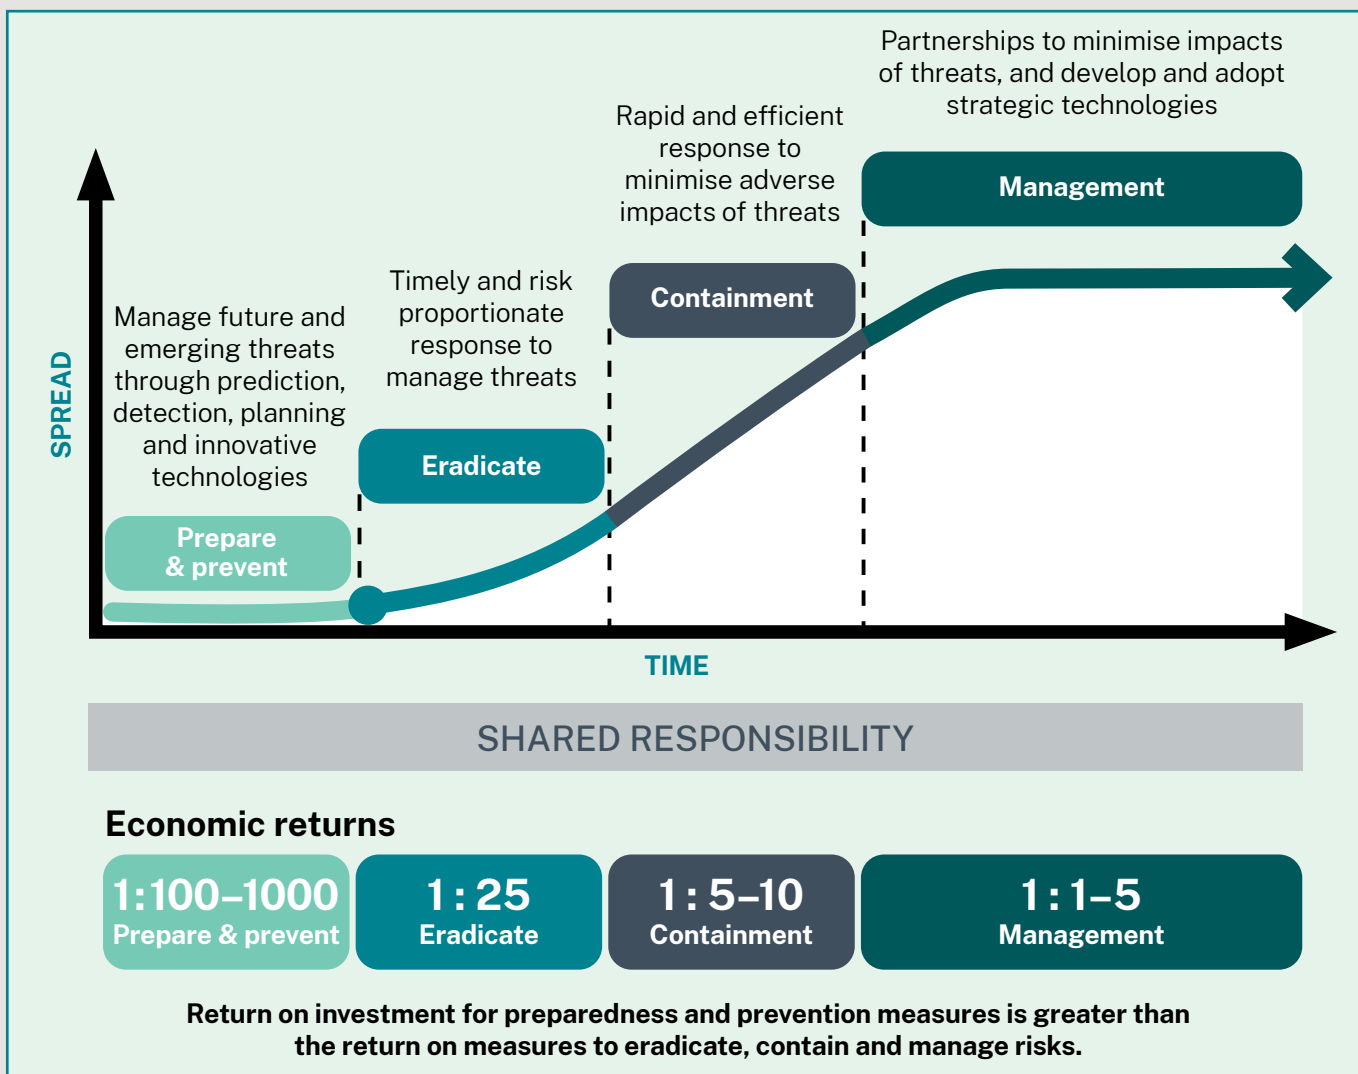 Partnerships to minimise impacts
of threats, and develop and adopt
strategic technologies
Management
Rapid and efficient
response to
minimise adverse
impacts of threats
Containment
Timely and risk
proportionate
response to
manage threats
Eradicate
Manage future and
emerging threats
through prediction,
detection, planning
and innovative
technologies
Prepare
& prevent
SPREAD
TIME
SHARED RESPONSIBILITY
Economic returns
1:100–1000
Prepare & prevent
1 : 25
Eradicate
1 : 5–10
Containment
1 : 1–5
Management
Return on investment for preparedness and prevention measures is greater than
the return on measures to eradicate, contain and manage risks.